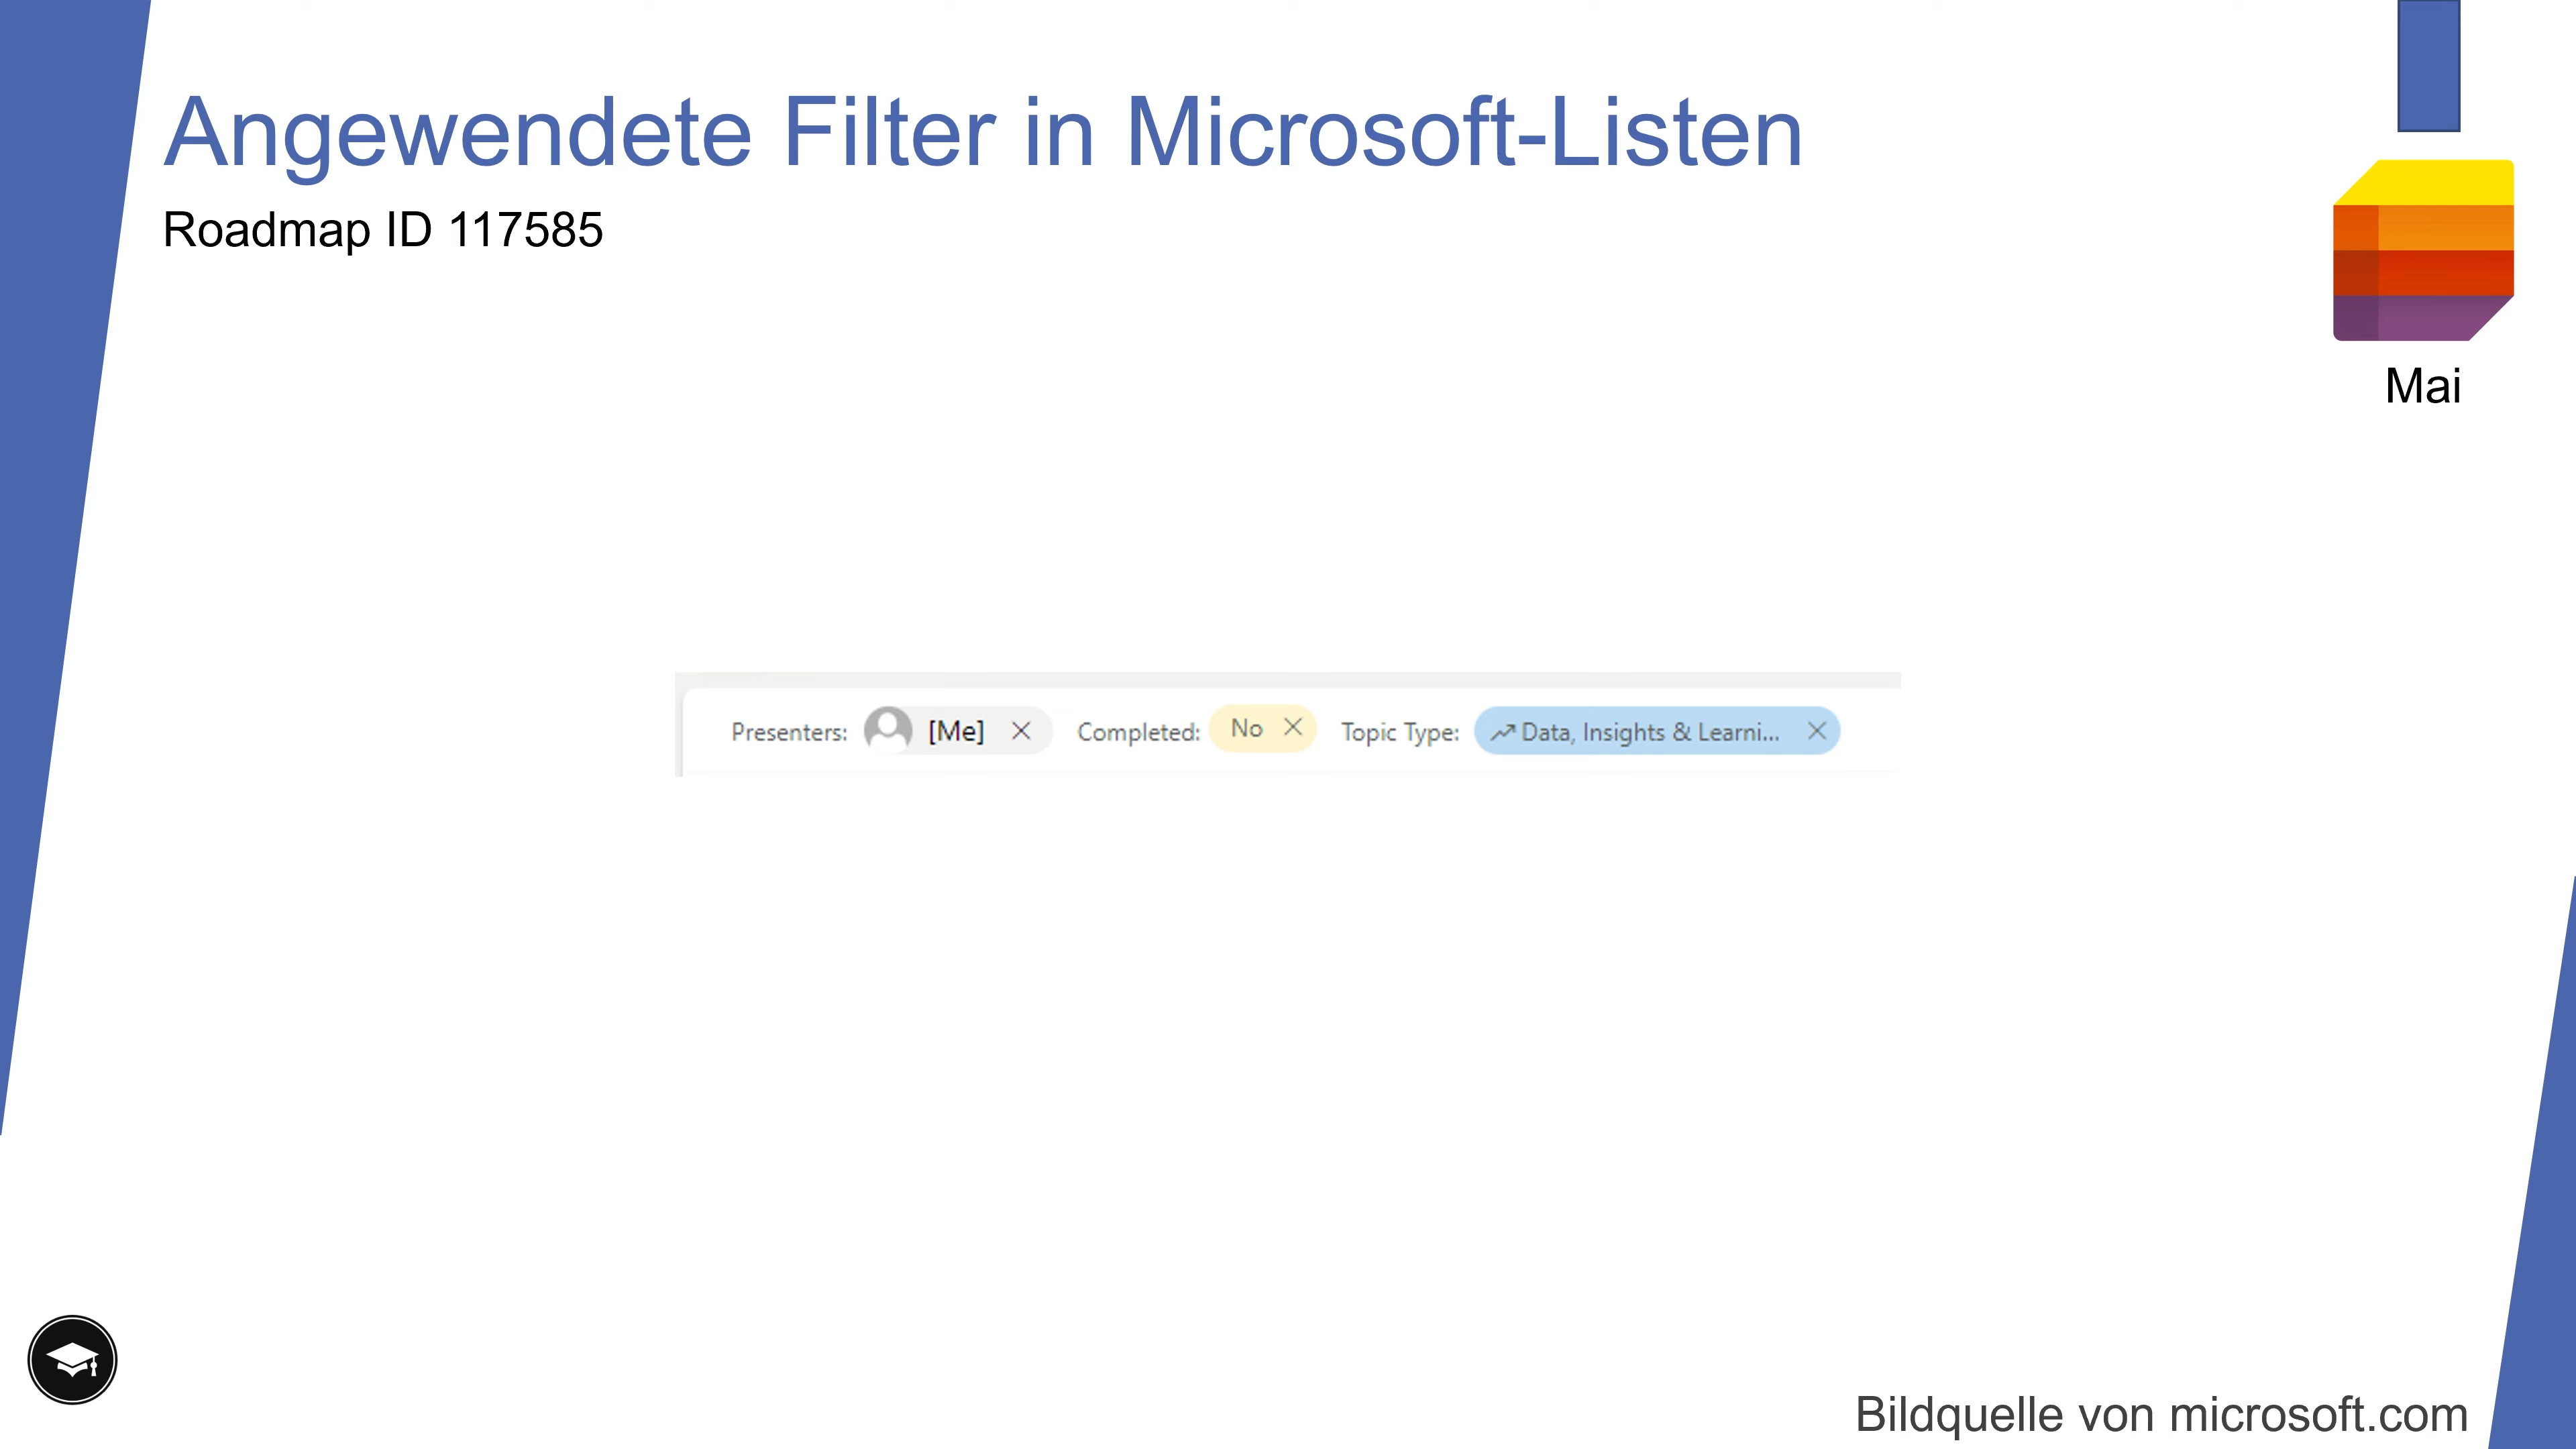 Angewendete Filter in Microsoft-Listen
Roadmap ID 117585
Mai
Presenters: [Me] Completed: No Topic Type: Data, Insights & Learni...
Bildquelle von microsoft.com